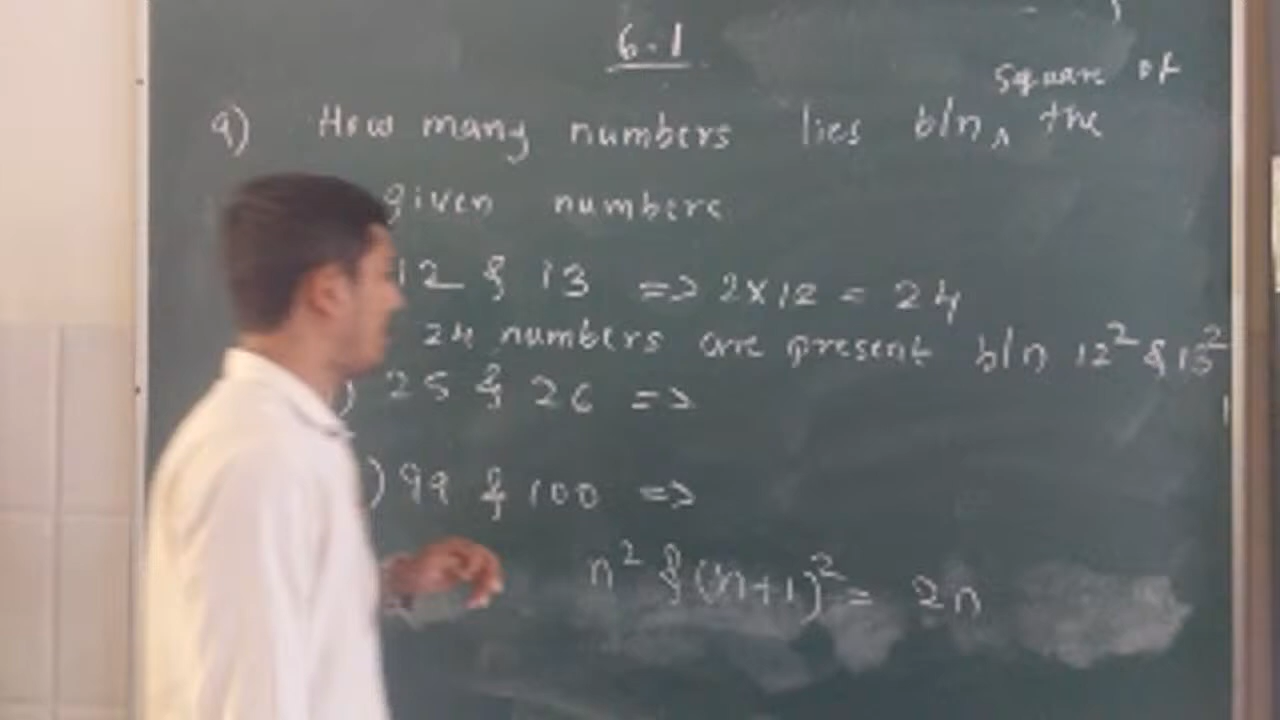 6.1
square of
9) How many numbers lies b/n ^ the
given numbers
12 & 13 => 2x12 = 24
24 numbers are present b/n 12² & 13²
) 25 & 26 =>
) 99 & 100 =>
n² & (n+1)² = 2n